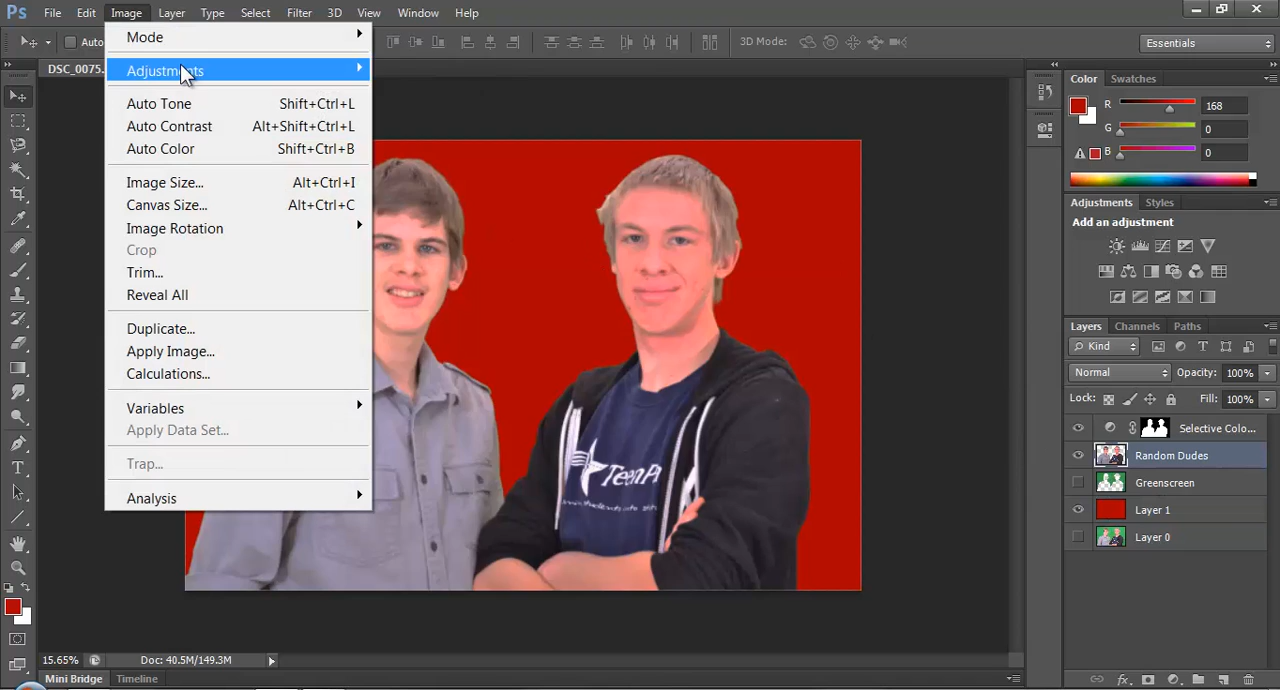 Ps File Edit Image Layer Type Select Filter 3D View Window Help
Auto 3D Mode: Essentials
DSC_0075.
Mode
Adjustments
Auto Tone Shift+Ctrl+L
Auto Contrast Alt+Shift+Ctrl+L
Auto Color Shift+Ctrl+B
Image Size... Alt+Ctrl+I
Canvas Size... Alt+Ctrl+C
Image Rotation
Crop
Trim...
Reveal All
Duplicate...
Apply Image...
Calculations...
Variables
Apply Data Set...
Trap...
Analysis
TeenP
Color Swatches
R 168
G 0
B 0
Adjustments Styles
Add an adjustment
Layers Channels Paths
Kind
Normal Opacity: 100%
Lock: Fill: 100%
Selective Colo...
Random Dudes
Greenscreen
Layer 1
Layer 0
15.65% Doc: 40.5M/149.3M
Mini Bridge Timeline